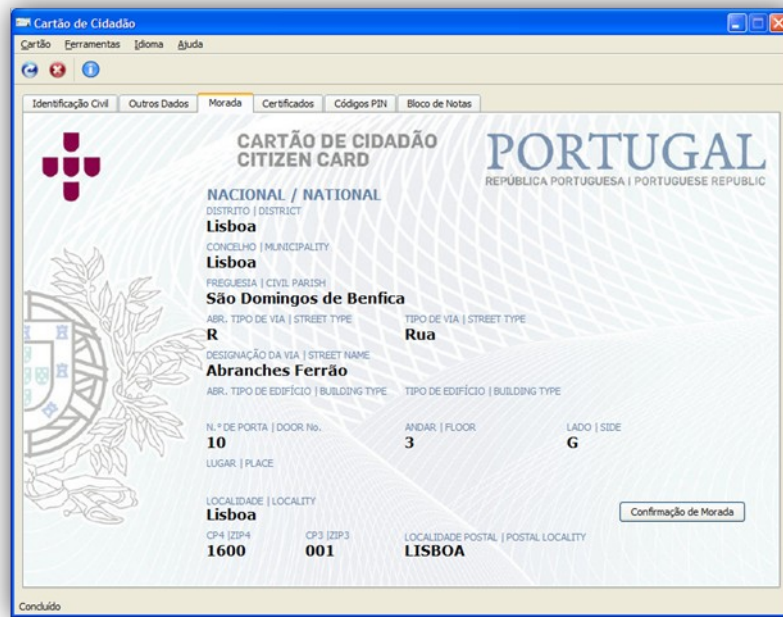 Cartão de Cidadão
Cartão Ferramentas Idioma Ajuda
Identificação Civil Outros Dados Morada Certificados Códigos PIN Bloco de Notas
CARTÃO DE CIDADÃO
CITIZEN CARD
PORTUGAL
REPÚBLICA PORTUGUESA | PORTUGUESE REPUBLIC
NACIONAL / NATIONAL
DISTRITO | DISTRICT
Lisboa
CONCELHO | MUNICIPALITY
Lisboa
FREGUESIA | CIVIL PARISH
São Domingos de Benfica
ABR. TIPO DE VIA | STREET TYPE TIPO DE VIA | STREET TYPE
R Rua
DESIGNAÇÃO DA VIA | STREET NAME
Abranches Ferrão
ABR. TIPO DE EDIFÍCIO | BUILDING TYPE TIPO DE EDIFÍCIO | BUILDING TYPE
N.º DE PORTA | DOOR No. ANDAR | FLOOR LADO | SIDE
10 3 G
LUGAR | PLACE
LOCALIDADE | LOCALITY
Lisboa
Confirmação de Morada
CP4 |ZIP4 CP3 |ZIP3 LOCALIDADE POSTAL | POSTAL LOCALITY
1600 001 LISBOA
Concluído